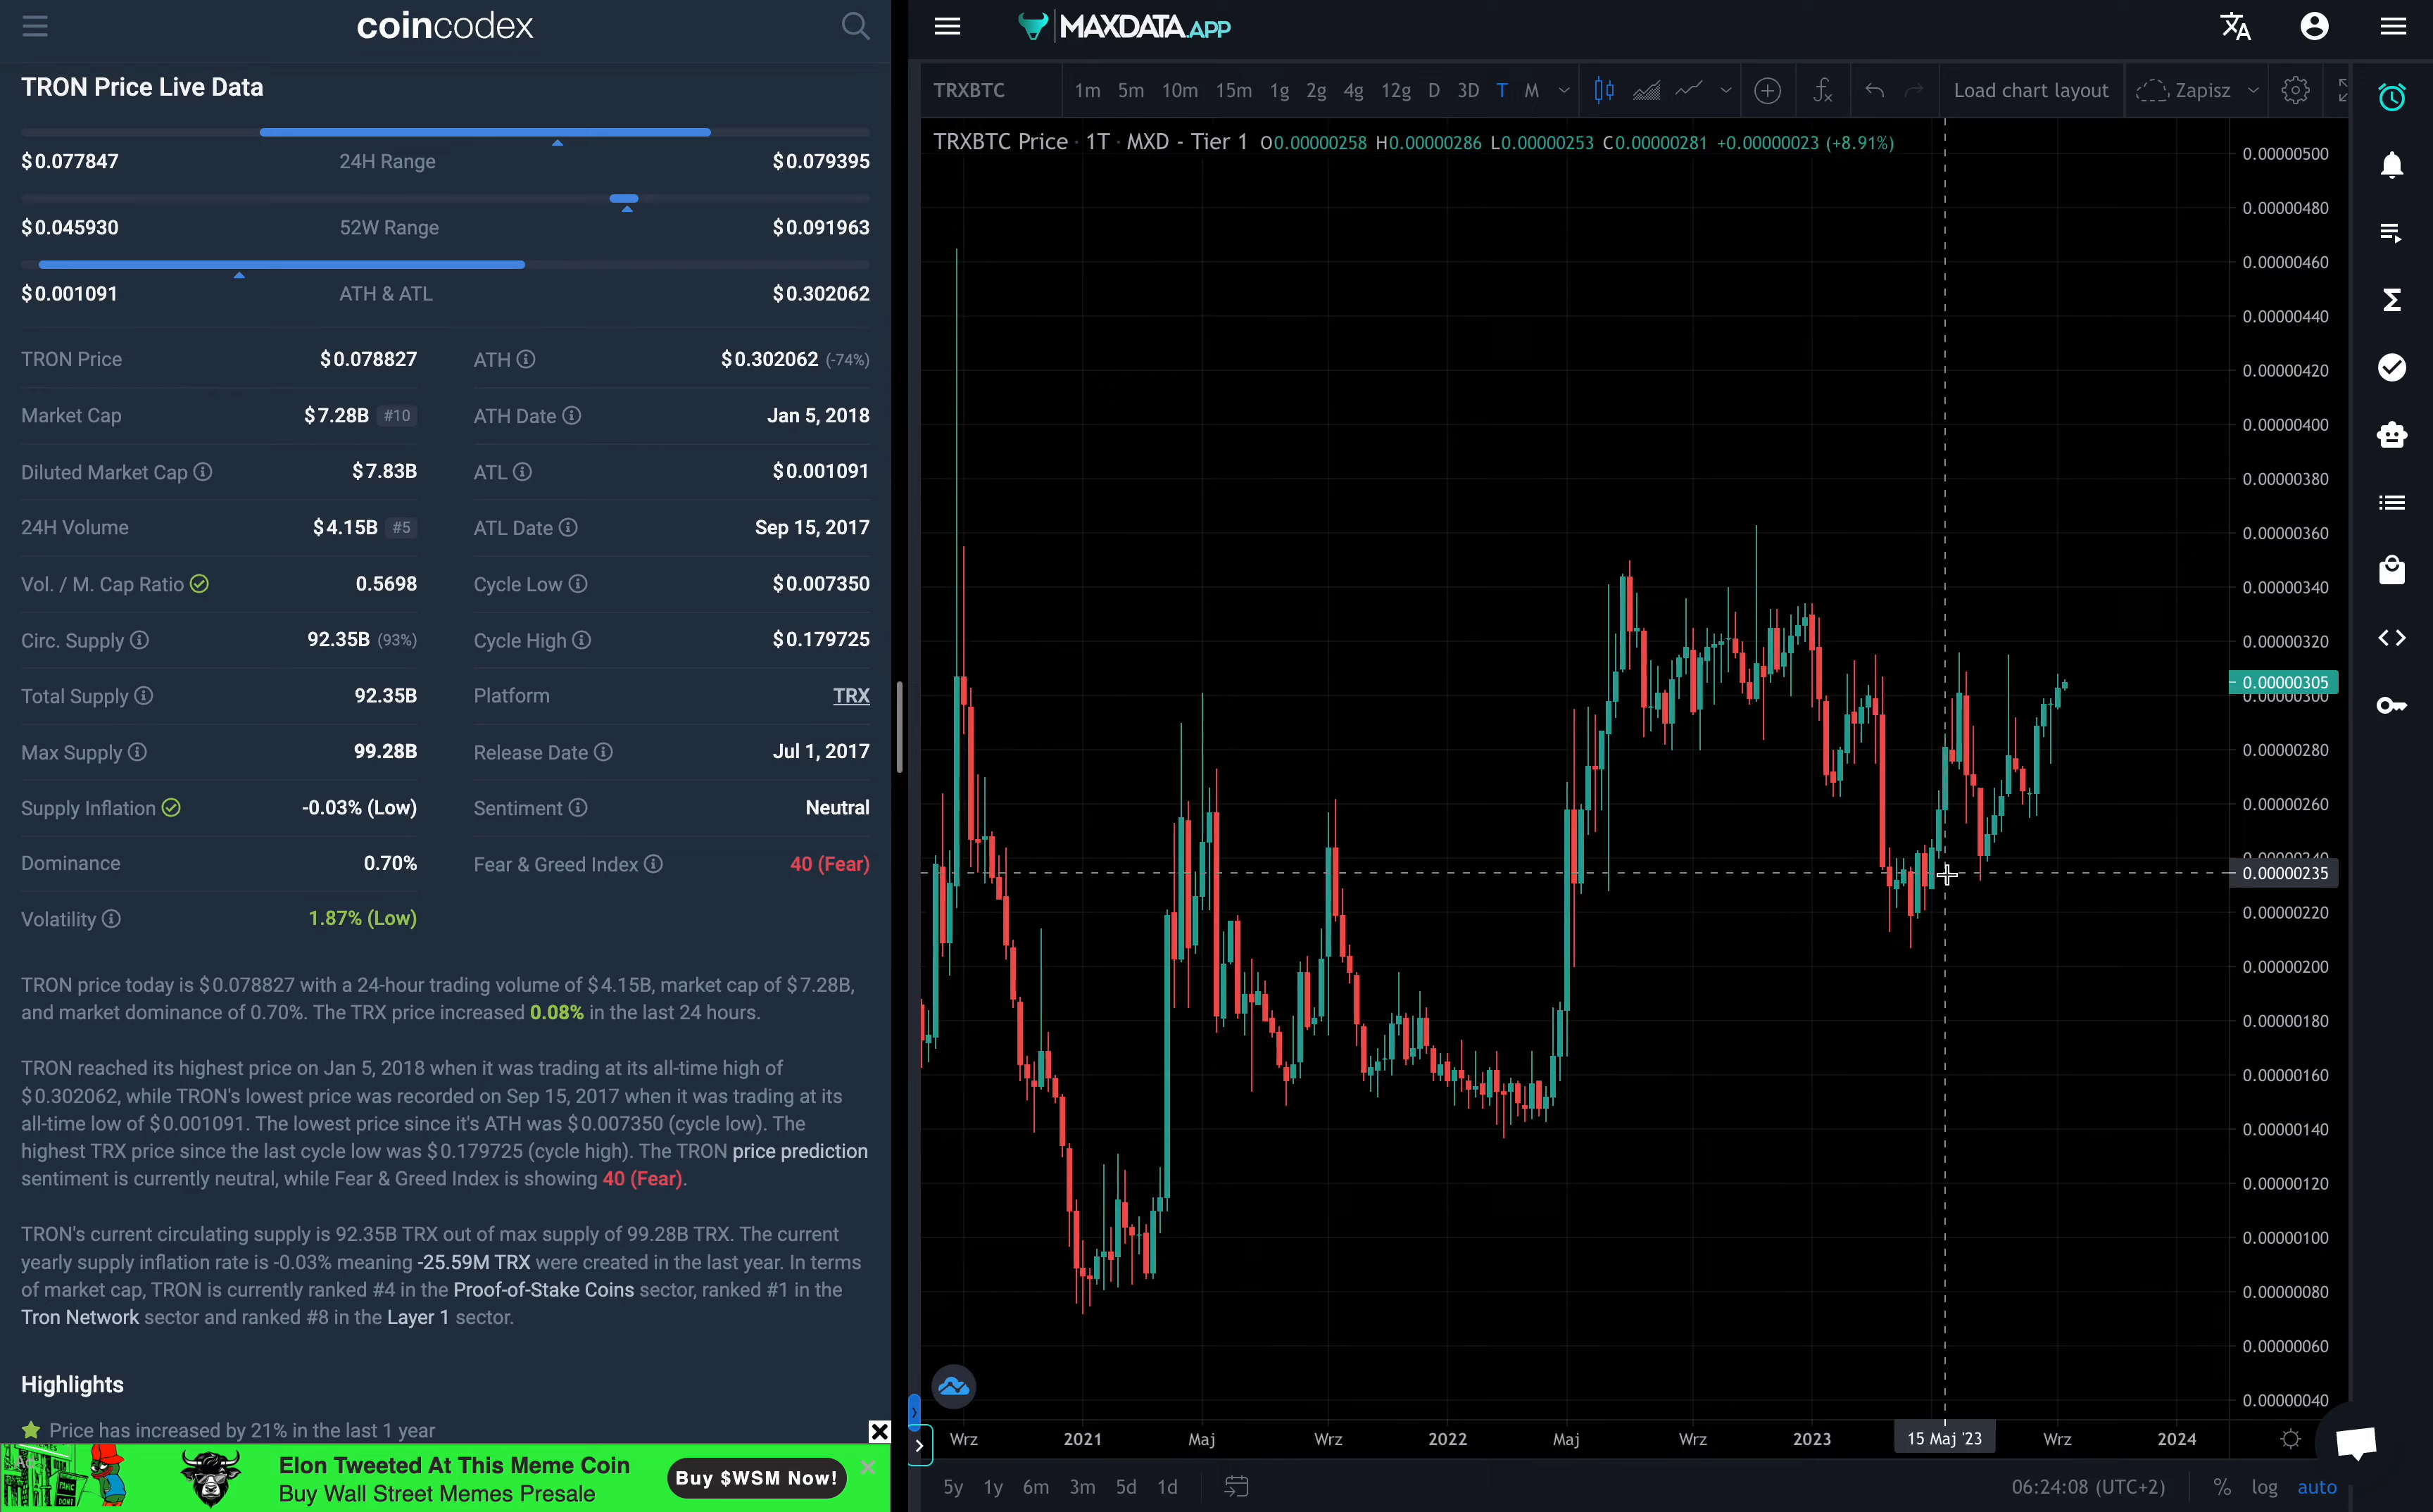 coincodex
TRON Price Live Data
$0.077847 24H Range $0.079395
$0.045930 52W Range $0.091963
$0.001091 ATH & ATL $0.302062
TRON Price $0.078827
ATH $0.302062 (-74%)
Market Cap $7.28B #10
ATH Date Jan 5, 2018
Diluted Market Cap $7.83B
ATL $0.001091
24H Volume $4.15B #5
ATL Date Sep 15, 2017
Vol. / M. Cap Ratio 0.5698
Cycle Low $0.007350
Circ. Supply 92.35B (93%)
Cycle High $0.179725
Total Supply 92.35B
Platform TRX
Max Supply 99.28B
Release Date Jul 1, 2017
Supply Inflation -0.03% (Low)
Sentiment Neutral
Dominance 0.70%
Fear & Greed Index 40 (Fear)
Volatility 1.87% (Low)
TRON price today is $0.078827 with a 24-hour trading volume of $4.15B, market cap of $7.28B,
and market dominance of 0.70%. The TRX price increased 0.08% in the last 24 hours.
TRON reached its highest price on Jan 5, 2018 when it was trading at its all-time high of
$0.302062, while TRON's lowest price was recorded on Sep 15, 2017 when it was trading at its
all-time low of $0.001091. The lowest price since it's ATH was $0.007350 (cycle low). The
highest TRX price since the last cycle low was $0.179725 (cycle high). The TRON price prediction
sentiment is currently neutral, while Fear & Greed Index is showing 40 (Fear).
TRON's current circulating supply is 92.35B TRX out of max supply of 99.28B TRX. The current
yearly supply inflation rate is -0.03% meaning -25.59M TRX were created in the last year. In terms
of market cap, TRON is currently ranked #4 in the Proof-of-Stake Coins sector, ranked #1 in the
Tron Network sector and ranked #8 in the Layer 1 sector.
Highlights
Price has increased by 21% in the last 1 year
Elon Tweeted At This Meme Coin
Buy Wall Street Memes Presale
Buy $WSM Now!
MAXDATA.APP
TRXBTC 1m 5m 10m 15m 1g 2g 4g 12g D 3D T M Load chart layout Zapisz
TRXBTC Price · 1T · MXD - Tier 1 O0.00000258 H0.00000286 L0.00000253 C0.00000281 +0.00000023 (+8.91%)
0.00000500
0.00000480
0.00000460
0.00000440
0.00000420
0.00000400
0.00000380
0.00000360
0.00000340
0.00000320
0.00000305
0.00000300
0.00000280
0.00000260
0.00000240
0.00000235
0.00000220
0.00000200
0.00000180
0.00000160
0.00000140
0.00000120
0.00000100
0.00000080
0.00000060
0.00000040
Wrz 2021 Maj Wrz 2022 Maj Wrz 2023 15 Maj '23 Wrz 2024
5y 1y 6m 3m 5d 1d 06:24:08 (UTC+2) % log auto